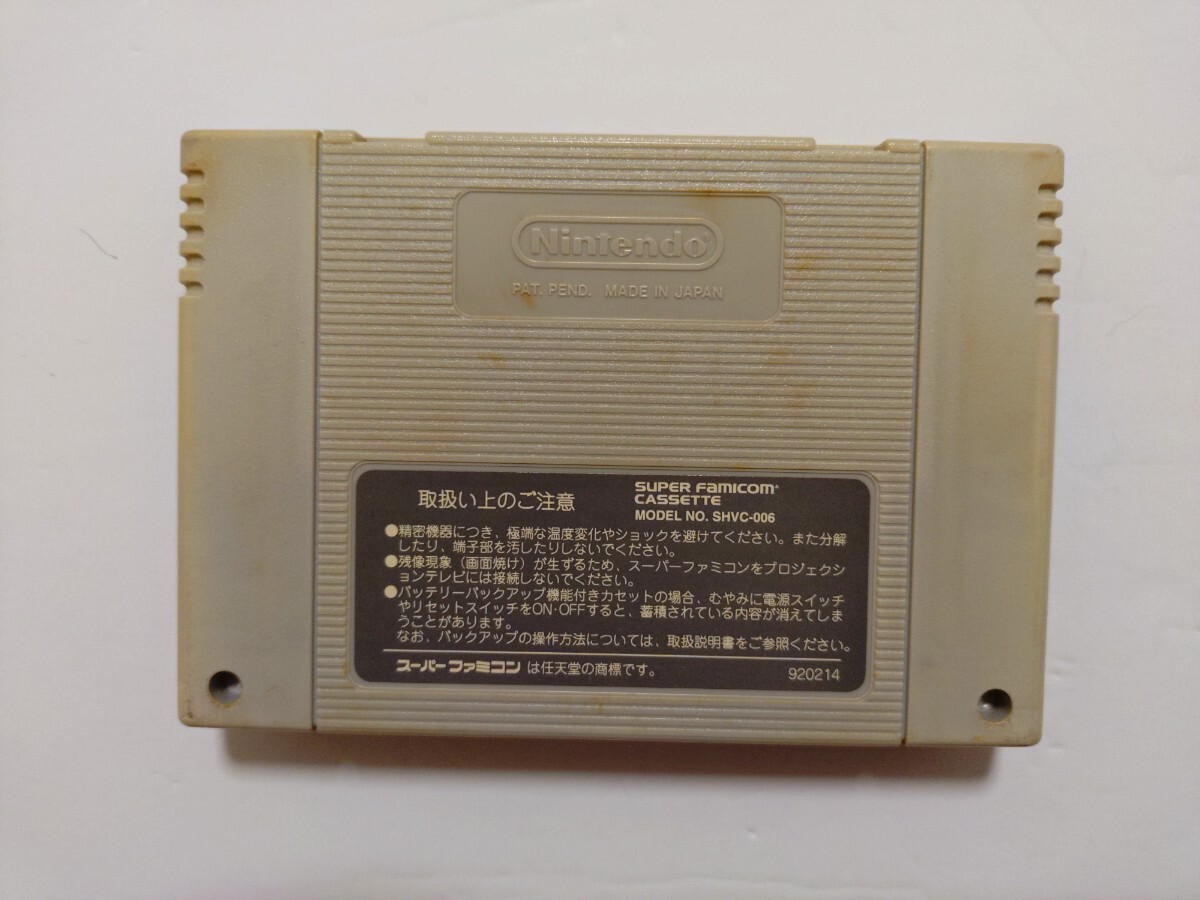 Nintendo®
PAT. PEND. MADE IN JAPAN
取扱い上のご注意
SUPER FAMICOM
CASSETTE
MODEL NO. SHVC-006
●精密機器につき、極端な温度変化やショックを避けてください。また分解
したり、端子部を汚したりしないでください。
●残像現象（画面焼け）が生ずるため、スーパーファミコンをプロジェクシ
ョンテレビには接続しないでください。
●バッテリーバックアップ機能付きカセットの場合、むやみに電源スイッチ
やリセットスイッチをON·OFFすると、蓄積されている内容が消えてしま
うことがあります。
なお、バックアップの操作方法については、取扱説明書をご参照ください。
スーパーファミコンは任天堂の商標です。
920214